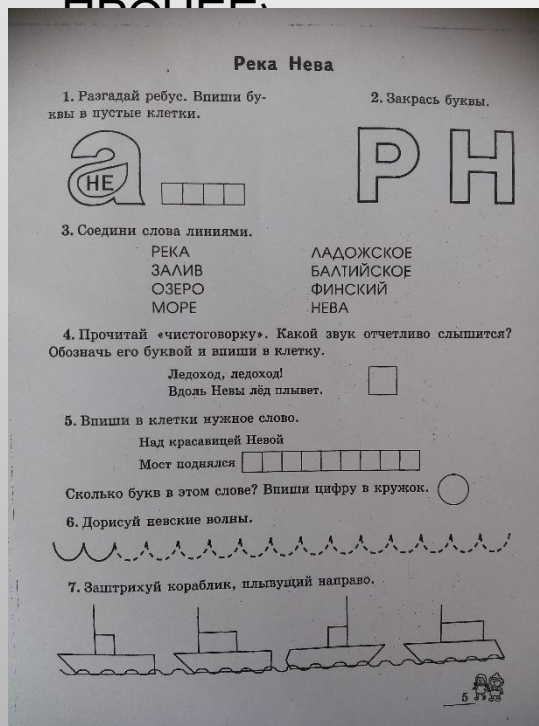 ПРОЧЕЕ)
Река Нева
1. Разгадай ребус. Впиши бу-
квы в пустые клетки.
2. Закрась буквы.
а
НЕ
Р Н
3. Соедини слова линиями.
РЕКА ЛАДОЖСКОЕ
ЗАЛИВ БАЛТИЙСКОЕ
ОЗЕРО ФИНСКИЙ
МОРЕ НЕВА
4. Прочитай «чистоговорку». Какой звук отчетливо слышится?
Обозначь его буквой и впиши в клетку.
Ледоход, ледоход!
Вдоль Невы лёд плывет.
5. Впиши в клетки нужное слово.
Над красавицей Невой
Мост поднялся
Сколько букв в этом слове? Впиши цифру в кружок.
6. Дорисуй невские волны.
7. Заштрихуй кораблик, плывущий направо.
5